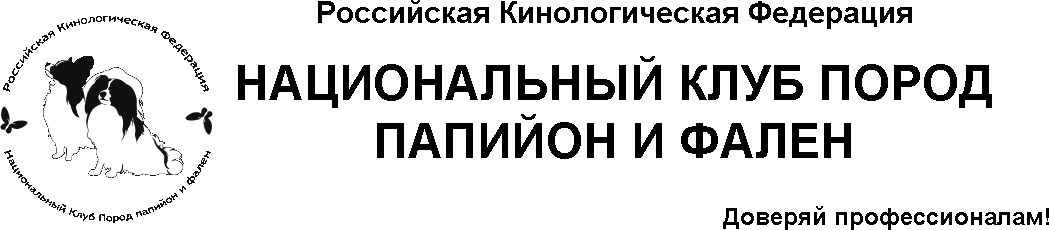 Российская Кинологическая Федерация
НАЦИОНАЛЬНЫЙ КЛУБ ПОРОД
ПАПИЙОН И ФАЛЕН
Доверяй профессионалам!
Российская Кинологическая Федерация
Национальный Клуб Пород папийон и фален